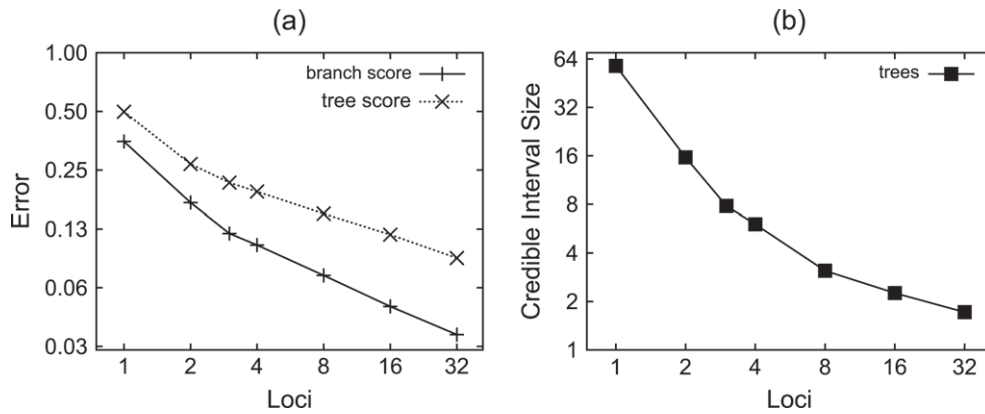 (a)
Error
1.00
0.50
0.25
0.13
0.06
0.03
branch score
tree score
1 2 4 8 16 32
Loci
(b)
Credible Interval Size
64
32
16
8
4
2
1
trees
1 2 4 8 16 32
Loci